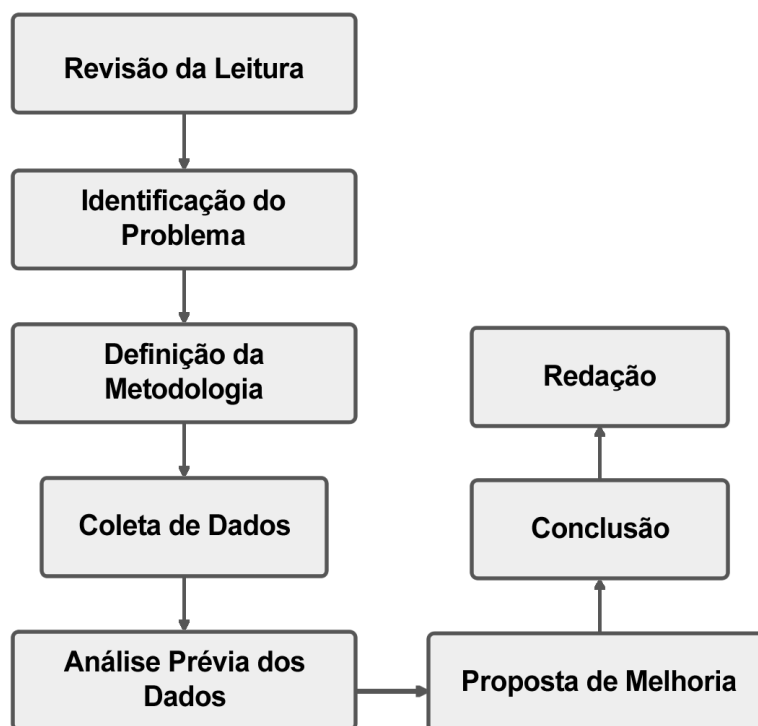 Revisão da Leitura
Identificação do
Problema
Definição da
Metodologia
Coleta de Dados
Análise Prévia dos
Dados
Proposta de Melhoria
Conclusão
Redação